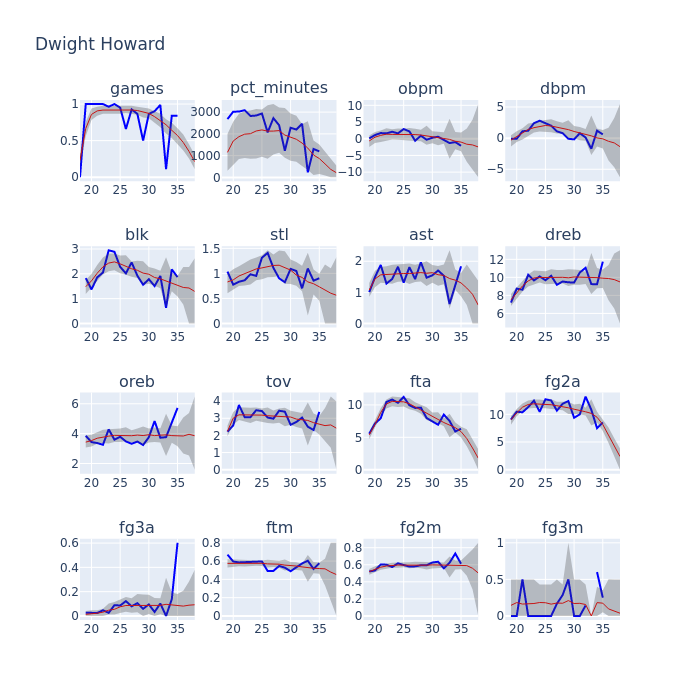 Dwight Howard
games pct_minutes obpm dbpm
1 0.5 0 20 25 30 35
3000 2000 1000 0 20 25 30 35
10 5 0 −5 −10 20 25 30 35
5 0 −5 20 25 30 35
blk stl ast dreb
3 2 1 0 20 25 30 35
1.5 1 0.5 0 20 25 30 35
2 1 0 20 25 30 35
12 10 8 6 20 25 30 35
oreb tov fta fg2a
6 4 2 20 25 30 35
4 3 2 1 0 20 25 30 35
10 5 0 20 25 30 35
10 5 0 20 25 30 35
fg3a ftm fg2m fg3m
0.6 0.4 0.2 0 20 25 30 35
0.8 0.6 0.4 0.2 0 20 25 30 35
0.8 0.6 0.4 0.2 0 20 25 30 35
1 0.5 0 20 25 30 35